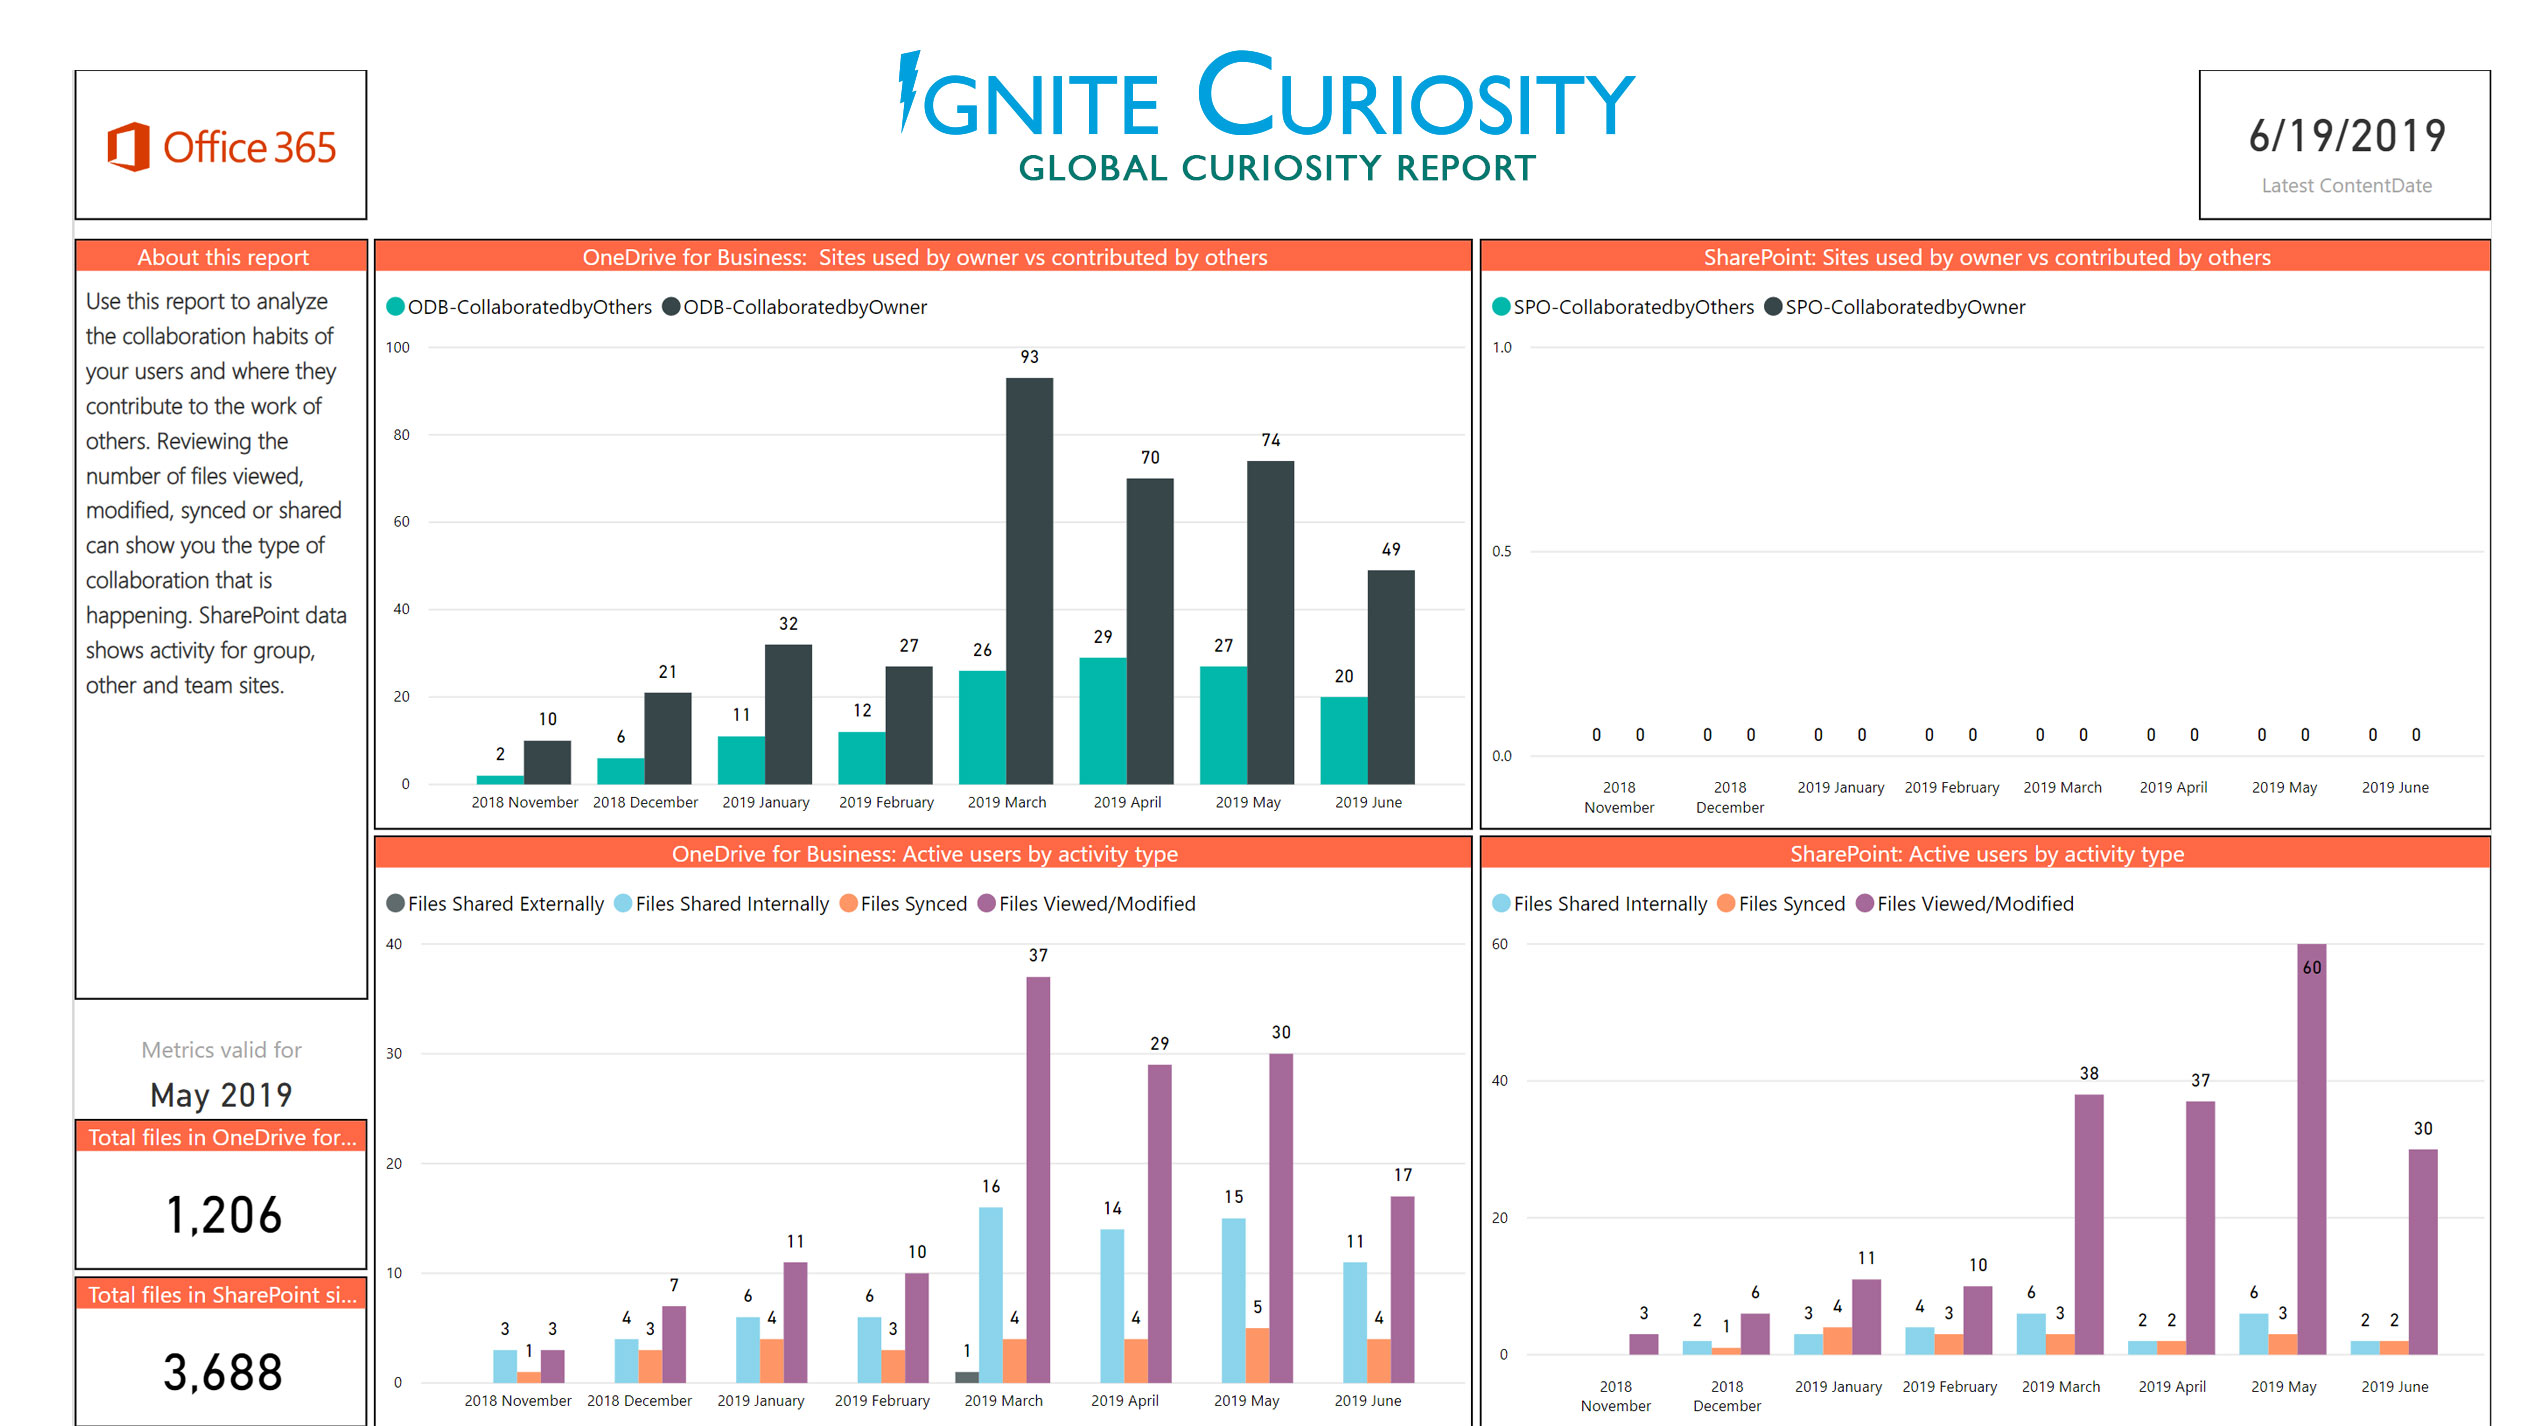 Office 365
IGNITE CURIOSITY
GLOBAL CURIOSITY REPORT
6/19/2019
Latest ContentDate
About this report
Use this report to analyze
the collaboration habits of
your users and where they
contribute to the work of
others. Reviewing the
number of files viewed,
modified, synced or shared
can show you the type of
collaboration that is
happening. SharePoint data
shows activity for group,
other and team sites.
Metrics valid for
May 2019
Total files in OneDrive for...
1,206
Total files in SharePoint si...
3,688
OneDrive for Business: Sites used by owner vs contributed by others
ODB-CollaboratedbyOthers ODB-CollaboratedbyOwner
100
80
60
40
20
0
2 10 6 21 11 32 12 27 26 93 29 70 27 74 20 49
2018 November 2018 December 2019 January 2019 February 2019 March 2019 April 2019 May 2019 June
SharePoint: Sites used by owner vs contributed by others
SPO-CollaboratedbyOthers SPO-CollaboratedbyOwner
1.0
0.5
0.0
0 0 0 0 0 0 0 0 0 0 0 0 0 0 0 0
2018 2018 2019 January 2019 February 2019 March 2019 April 2019 May 2019 June
November December
OneDrive for Business: Active users by activity type
Files Shared Externally Files Shared Internally Files Synced Files Viewed/Modified
40
30
20
10
0
3 1 3 4 3 7 6 4 11 6 3 10 1 16 4 37 14 4 29 15 5 30 11 4 17
2018 November 2018 December 2019 January 2019 February 2019 March 2019 April 2019 May 2019 June
SharePoint: Active users by activity type
Files Shared Internally Files Synced Files Viewed/Modified
60
40
20
0
3 2 1 6 3 4 11 4 3 10 6 3 38 2 2 37 6 3 60 2 2 30
2018 2018 2019 January 2019 February 2019 March 2019 April 2019 May 2019 June
November December